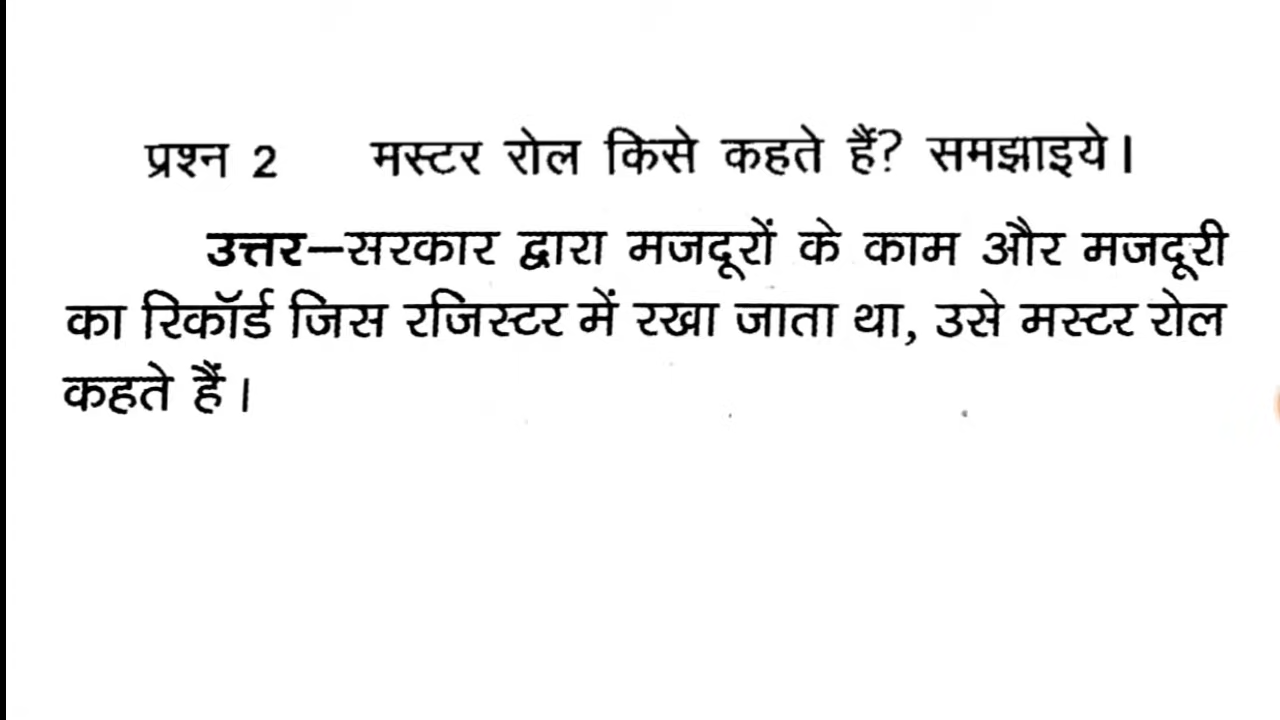 प्रश्न 2 मस्टर रोल किसे कहते हैं? समझाइये।
उत्तर–सरकार द्वारा मजदूरों के काम और मजदूरी
का रिकॉर्ड जिस रजिस्टर में रखा जाता था, उसे मस्टर रोल
कहते हैं।